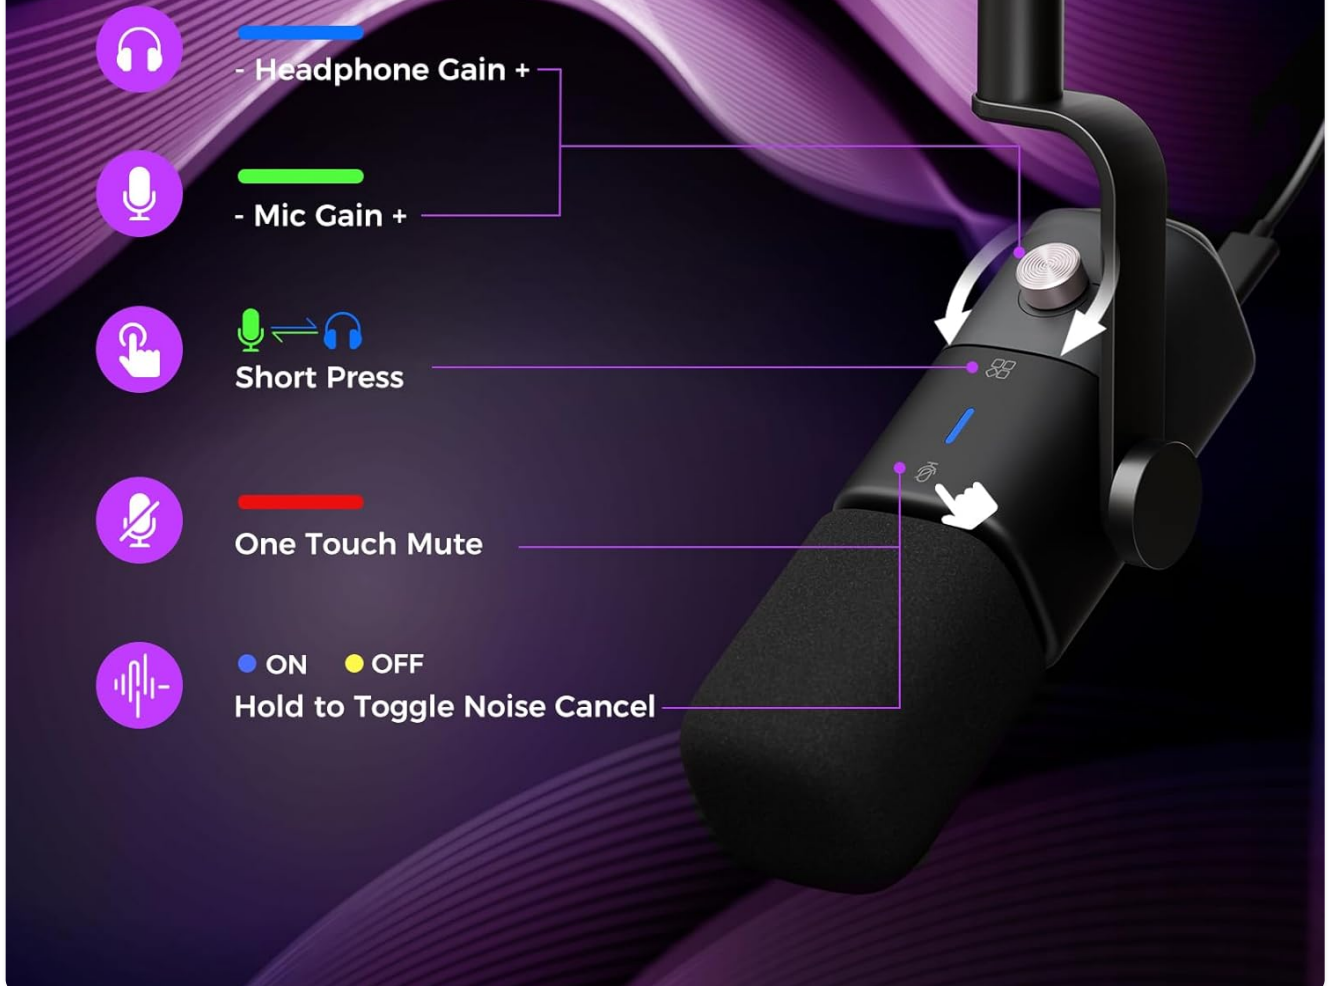 - Headphone Gain +
- Mic Gain +
Short Press
One Touch Mute
ON OFF
Hold to Toggle Noise Cancel